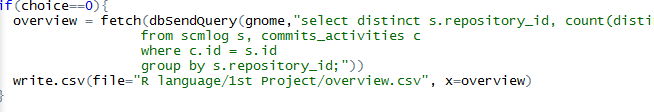 if(choice==0){
overview = fetch(dbSendQuery(gnome,"select distinct s.repository_id, count(disti
from scmlog s, commits_activities c
where c.id = s.id
group by s.repository_id;"))
write.csv(file="R language/1st Project/overview.csv", x=overview)
}